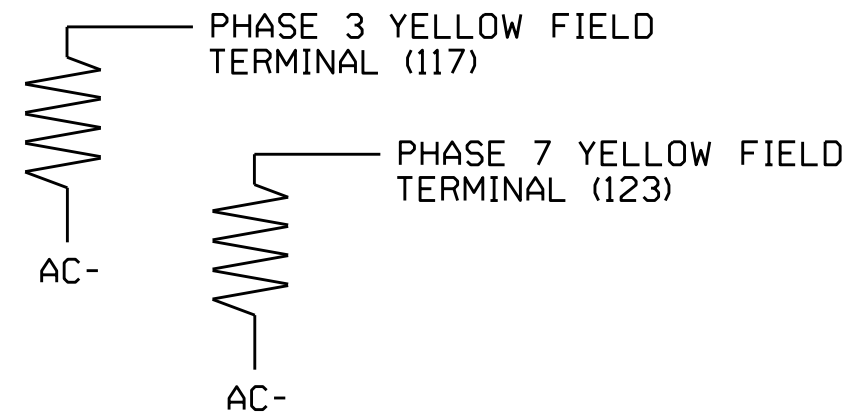 PHASE 3 YELLOW FIELD
TERMINAL (117)
PHASE 7 YELLOW FIELD
TERMINAL (123)
AC-
AC-